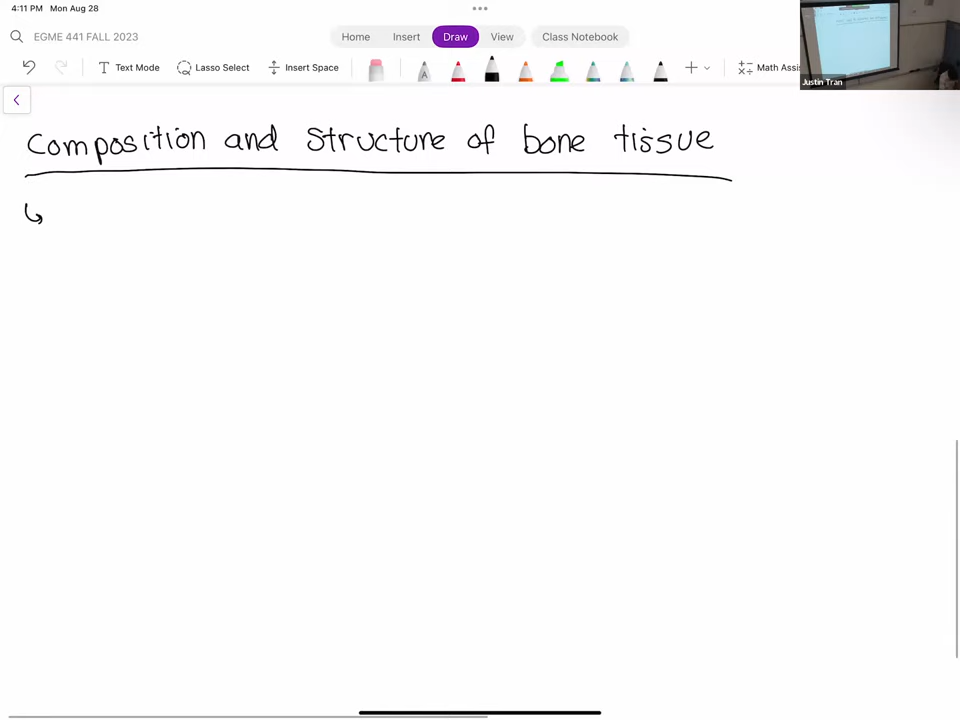 4:11 PM Mon Aug 28
EGME 441 FALL 2023
Home Insert Draw View Class Notebook
Text Mode Lasso Select Insert Space Math Assis
Justin Tran
Composition and Structure of bone tissue